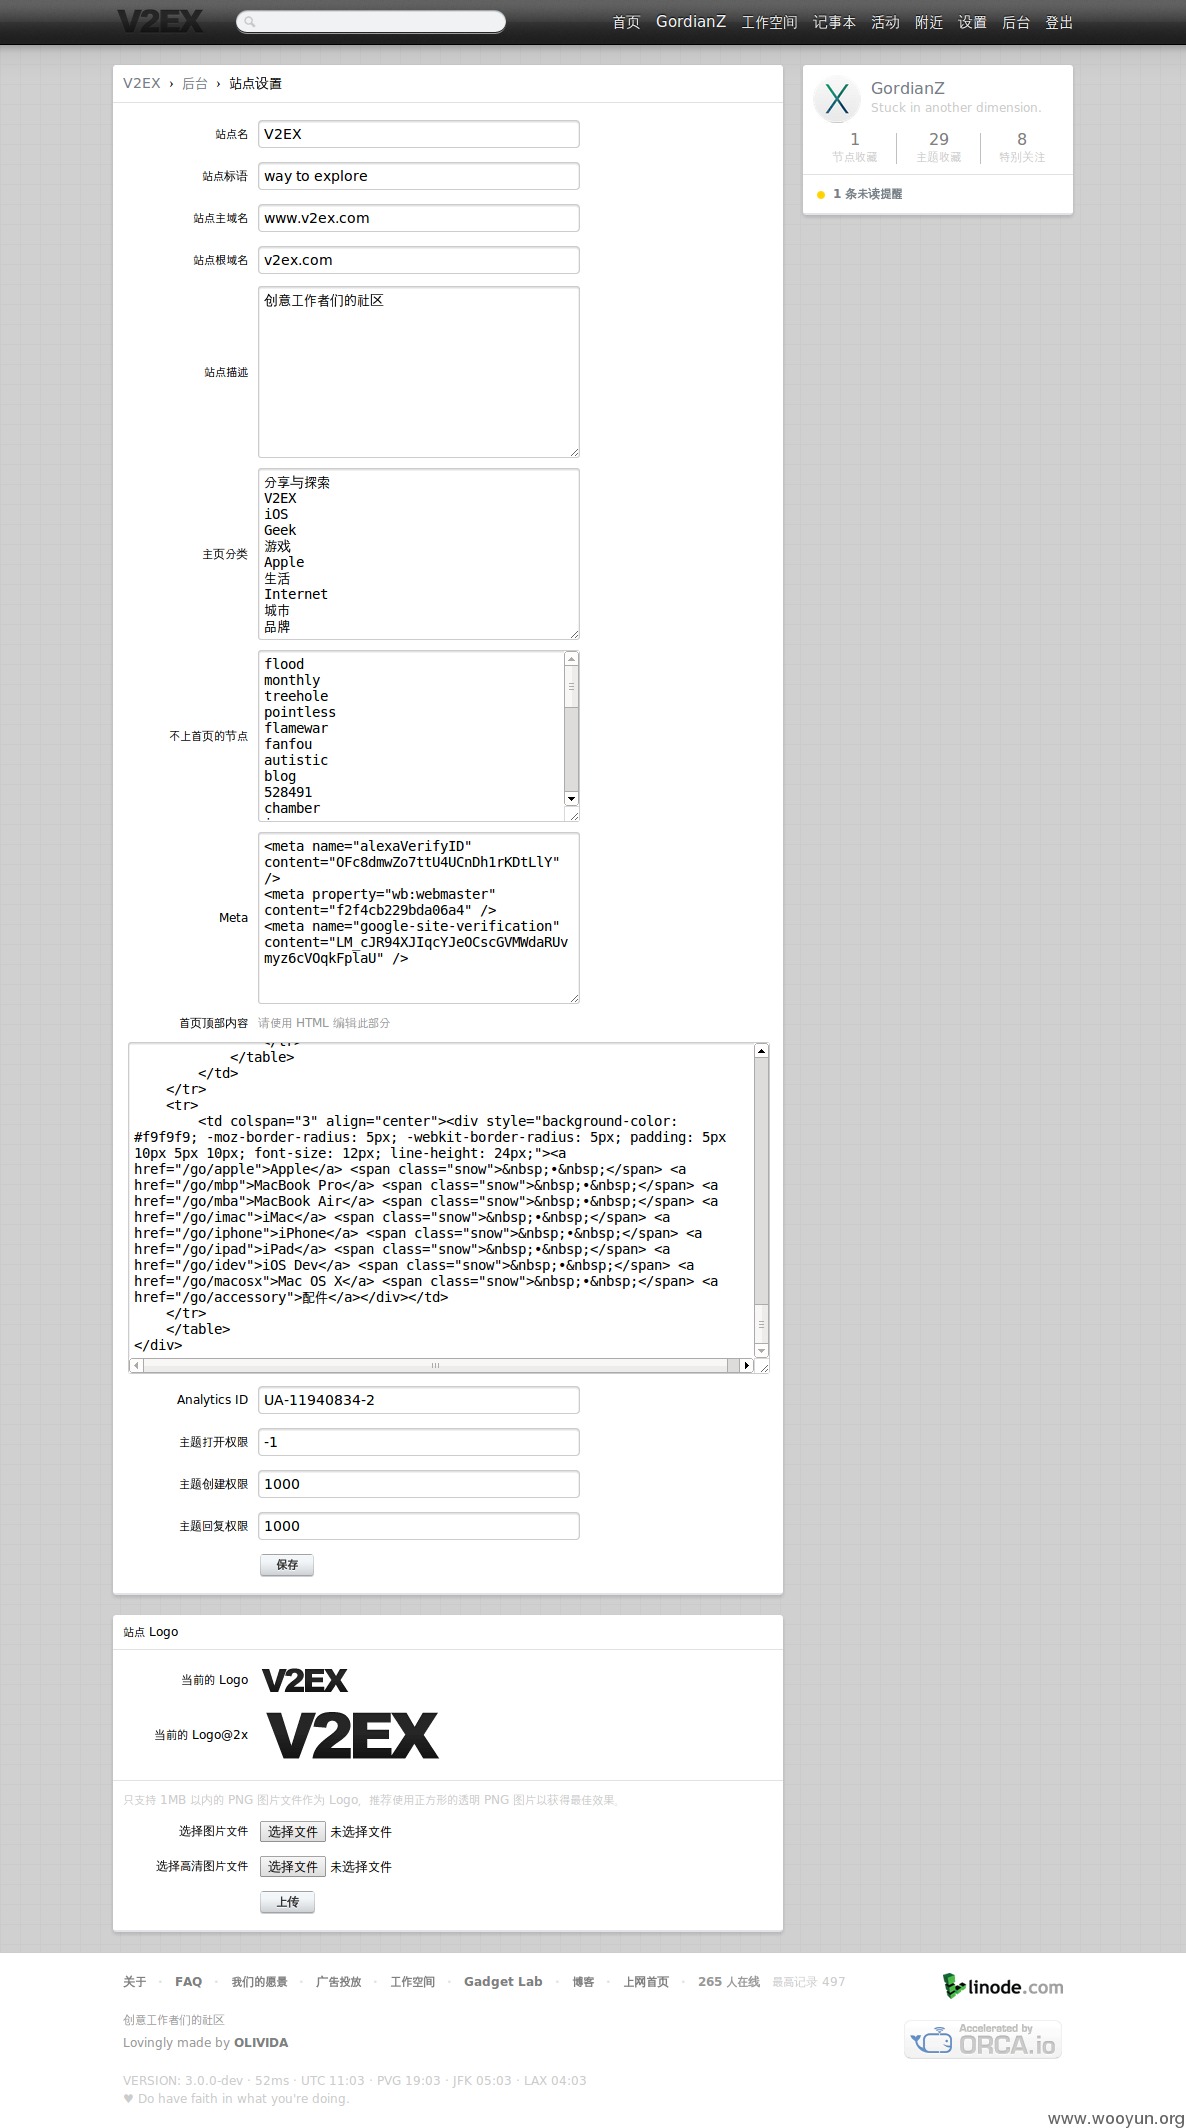 V2EX
首页 GordianZ 工作空间 记事本 活动 附近 设置 后台 登出
V2EX › 后台 › 站点设置
站点名 V2EX
站点标语 way to explore
站点主域名 www.v2ex.com
站点根域名 v2ex.com
站点描述 创意工作者们的社区
主页分类
分享与探索
V2EX
iOS
Geek
游戏
Apple
生活
Internet
城市
品牌
不上首页的节点
flood
monthly
treehole
pointless
flamewar
fanfou
autistic
blog
528491
chamber
Meta
<meta name="alexaVerifyID"
content="OFc8dmwZo7ttU4UCnDh1rKDtLlY"
/>
<meta property="wb:webmaster"
content="f2f4cb229bda06a4" />
<meta name="google-site-verification"
content="LM_cJR94XJIqcYJeOCscGVMWdaRUv
myz6cVOqkFplaU" />
首页顶部内容 请使用 HTML 编辑此部分
</tr>
</table>
</td>
</tr>
<tr>
<td colspan="3" align="center"><div style="background-color:
#f9f9f9; -moz-border-radius: 5px; -webkit-border-radius: 5px; padding: 5px
10px 5px 10px; font-size: 12px; line-height: 24px;"><a
href="/go/apple">Apple</a> <span class="snow">&nbsp;•&nbsp;</span> <a
href="/go/mbp">MacBook Pro</a> <span class="snow">&nbsp;•&nbsp;</span> <a
href="/go/mba">MacBook Air</a> <span class="snow">&nbsp;•&nbsp;</span> <a
href="/go/imac">iMac</a> <span class="snow">&nbsp;•&nbsp;</span> <a
href="/go/iphone">iPhone</a> <span class="snow">&nbsp;•&nbsp;</span> <a
href="/go/ipad">iPad</a> <span class="snow">&nbsp;•&nbsp;</span> <a
href="/go/idev">iOS Dev</a> <span class="snow">&nbsp;•&nbsp;</span> <a
href="/go/macosx">Mac OS X</a> <span class="snow">&nbsp;•&nbsp;</span> <a
href="/go/accessory">配件</a></div></td>
</tr>
</table>
</div>
Analytics ID UA-11940834-2
主题打开权限 -1
主题创建权限 1000
主题回复权限 1000
保存
站点 Logo
当前的 Logo V2EX
当前的 Logo@2x V2EX
只支持 1MB 以内的 PNG 图片文件作为 Logo，推荐使用正方形的透明 PNG 图片以获得最佳效果。
选择图片文件 选择文件 未选择文件
选择高清图片文件 选择文件 未选择文件
上传
GordianZ
Stuck in another dimension.
1 29 8
节点收藏 主题收藏 特别关注
1 条未读提醒
关于 · FAQ · 我们的愿景 · 广告投放 · 工作空间 · Gadget Lab · 博客 · 上网首页 · 265 人在线 最高记录 497
创意工作者们的社区
Lovingly made by OLIVIDA
VERSION: 3.0.0-dev · 52ms · UTC 11:03 · PVG 19:03 · JFK 05:03 · LAX 04:03
♥ Do have faith in what you're doing.
linode.com
Accelerated by
ORCA.io
www.wooyun.org